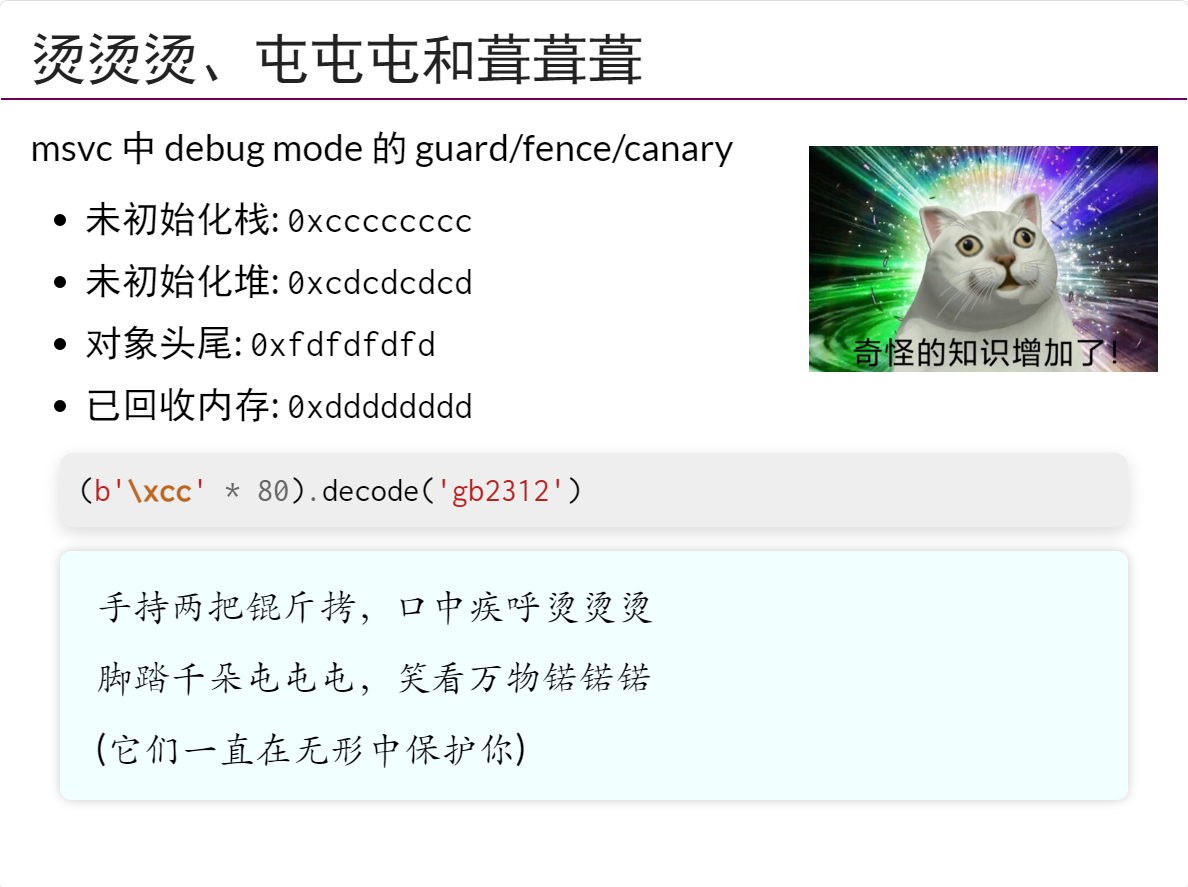 烫烫烫、屯屯屯和葺葺葺
msvc 中 debug mode 的 guard/fence/canary
未初始化栈: 0xcccccccc
未初始化堆: 0xcdcdcdcd
对象头尾: 0xfdfdfdfd
已回收内存: 0xdddddddd
奇怪的知识增加了!
(b'\xcc' * 80).decode('gb2312')
手持两把锟斤拷，口中疾呼烫烫烫
脚踏千朵屯屯屯，笑看万物锘锘锘
(它们一直在无形中保护你)